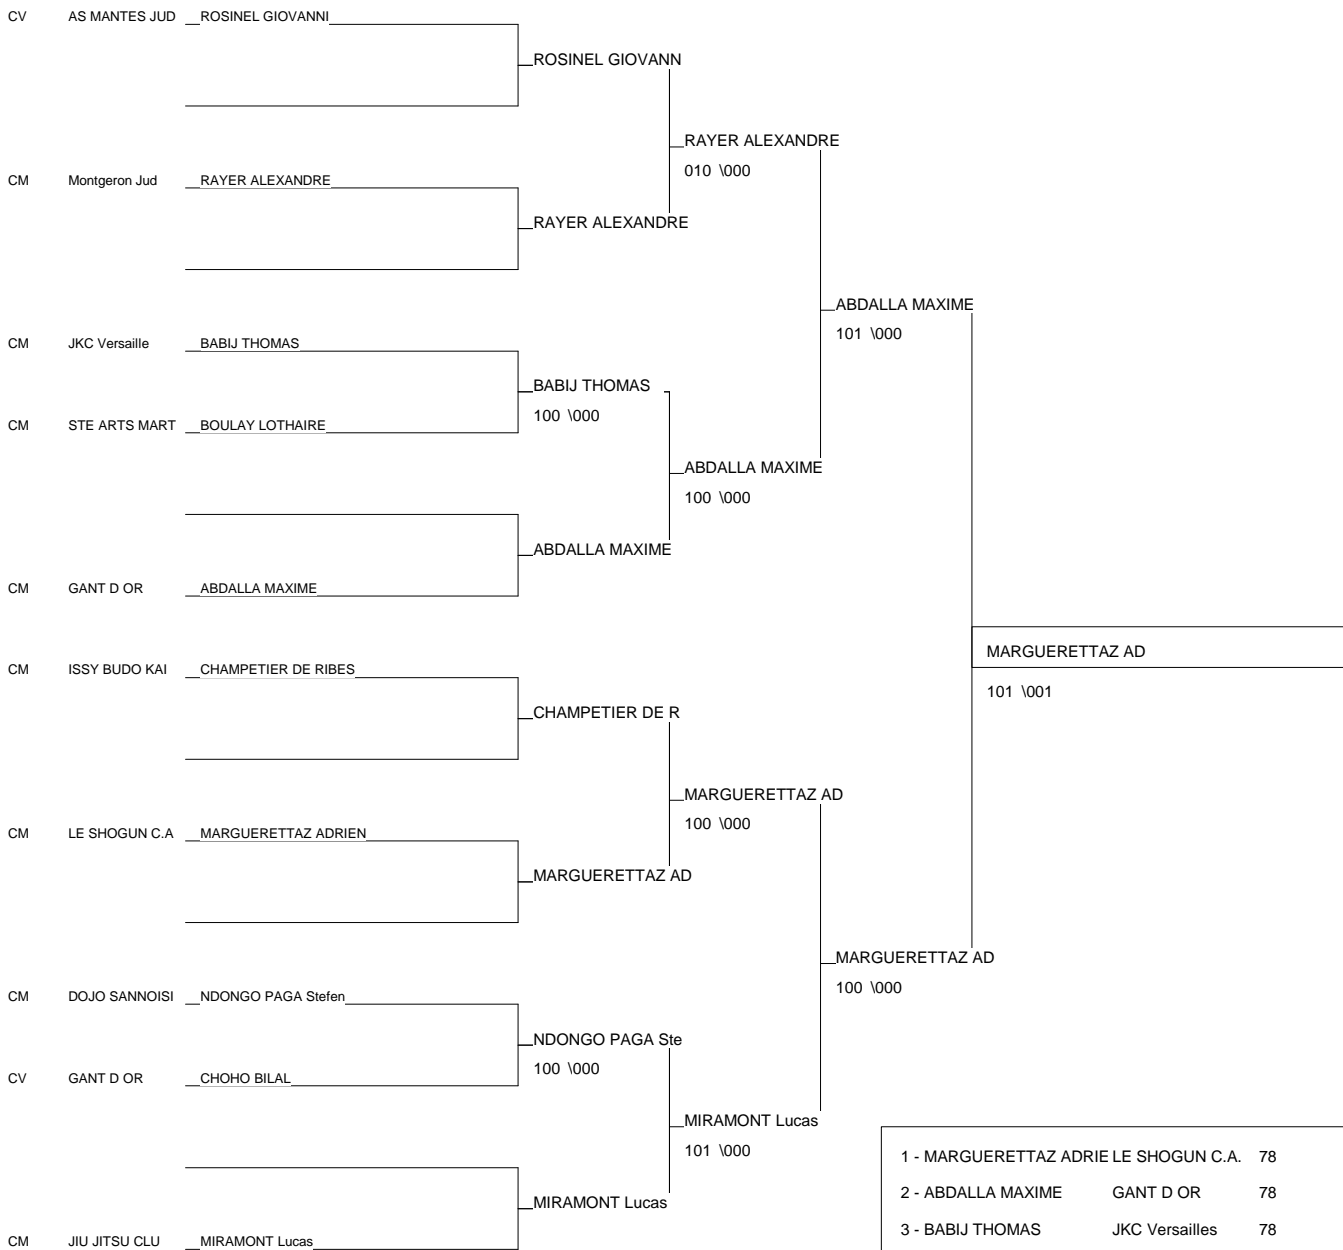 CV AS MANTES JUD ROSINEL GIOVANNI
ROSINEL GIOVANN
RAYER ALEXANDRE
010 \000
CM Montgeron Jud RAYER ALEXANDRE
RAYER ALEXANDRE
ABDALLA MAXIME
101 \000
CM JKC Versaille BABIJ THOMAS
BABIJ THOMAS
100 \000
CM STE ARTS MART BOULAY LOTHAIRE
ABDALLA MAXIME
100 \000
ABDALLA MAXIME
CM GANT D OR ABDALLA MAXIME
MARGUERETTAZ AD
101 \001
CM ISSY BUDO KAI CHAMPETIER DE RIBES
CHAMPETIER DE R
MARGUERETTAZ AD
100 \000
CM LE SHOGUN C.A MARGUERETTAZ ADRIEN
MARGUERETTAZ AD
MARGUERETTAZ AD
100 \000
CM DOJO SANNOISI NDONGO PAGA Stefen
NDONGO PAGA Ste
100 \000
CV GANT D OR CHOHO BILAL
MIRAMONT Lucas
101 \000
MIRAMONT Lucas
CM JIU JITSU CLU MIRAMONT Lucas
1 - MARGUERETTAZ ADRIE LE SHOGUN C.A. 78
2 - ABDALLA MAXIME GANT D OR 78
3 - BABIJ THOMAS JKC Versailles 78